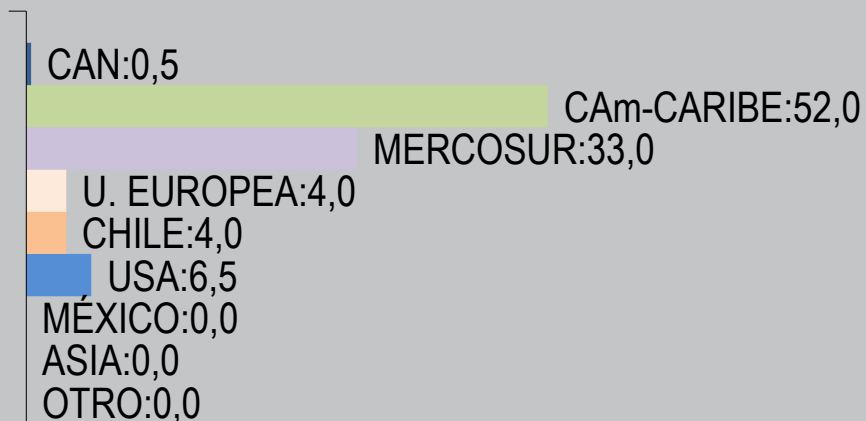 CAN:0,5
CAm-CARIBE:52,0
MERCOSUR:33,0
U. EUROPEA:4,0
CHILE:4,0
USA:6,5
MÉXICO:0,0
ASIA:0,0
OTRO:0,0